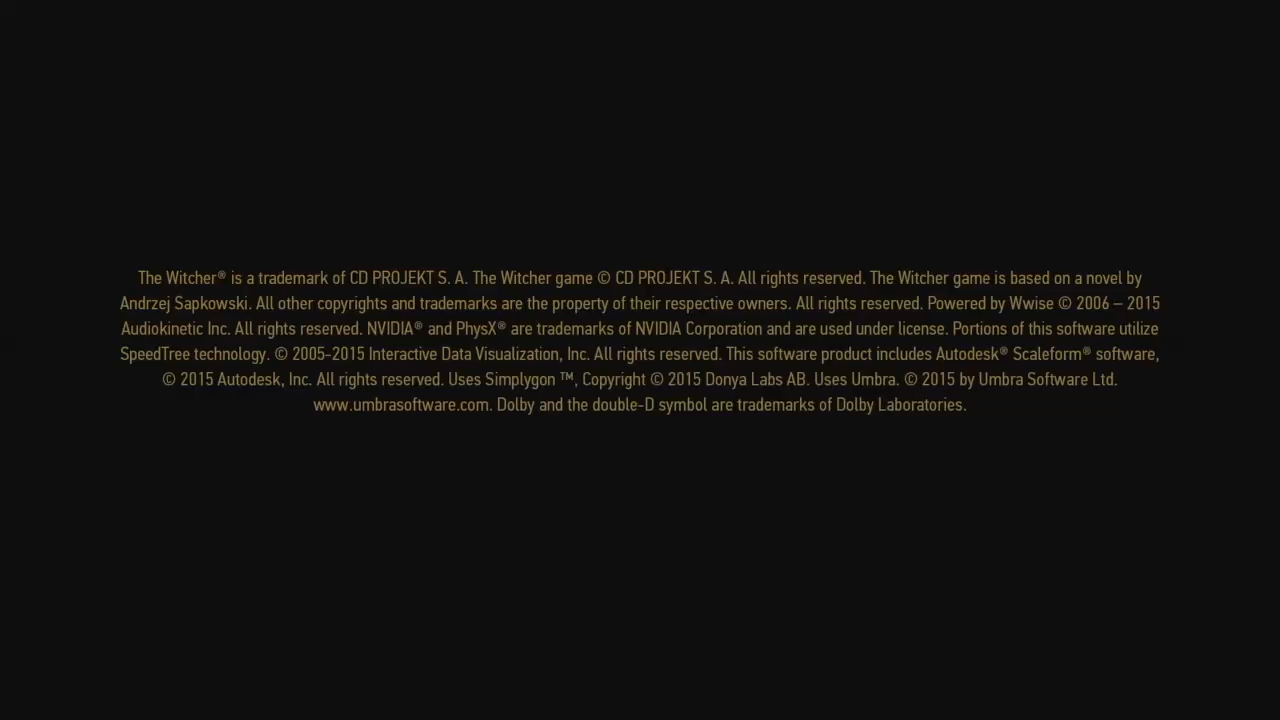 The Witcher® is a trademark of CD PROJEKT S. A. The Witcher game © CD PROJEKT S. A. All rights reserved. The Witcher game is based on a novel by
Andrzej Sapkowski. All other copyrights and trademarks are the property of their respective owners. All rights reserved. Powered by Wwise © 2006 – 2015
Audiokinetic Inc. All rights reserved. NVIDIA® and PhysX® are trademarks of NVIDIA Corporation and are used under license. Portions of this software utilize
SpeedTree technology. © 2005-2015 Interactive Data Visualization, Inc. All rights reserved. This software product includes Autodesk® Scaleform® software,
© 2015 Autodesk, Inc. All rights reserved. Uses Simplygon ™, Copyright © 2015 Donya Labs AB. Uses Umbra. © 2015 by Umbra Software Ltd.
www.umbrasoftware.com. Dolby and the double-D symbol are trademarks of Dolby Laboratories.